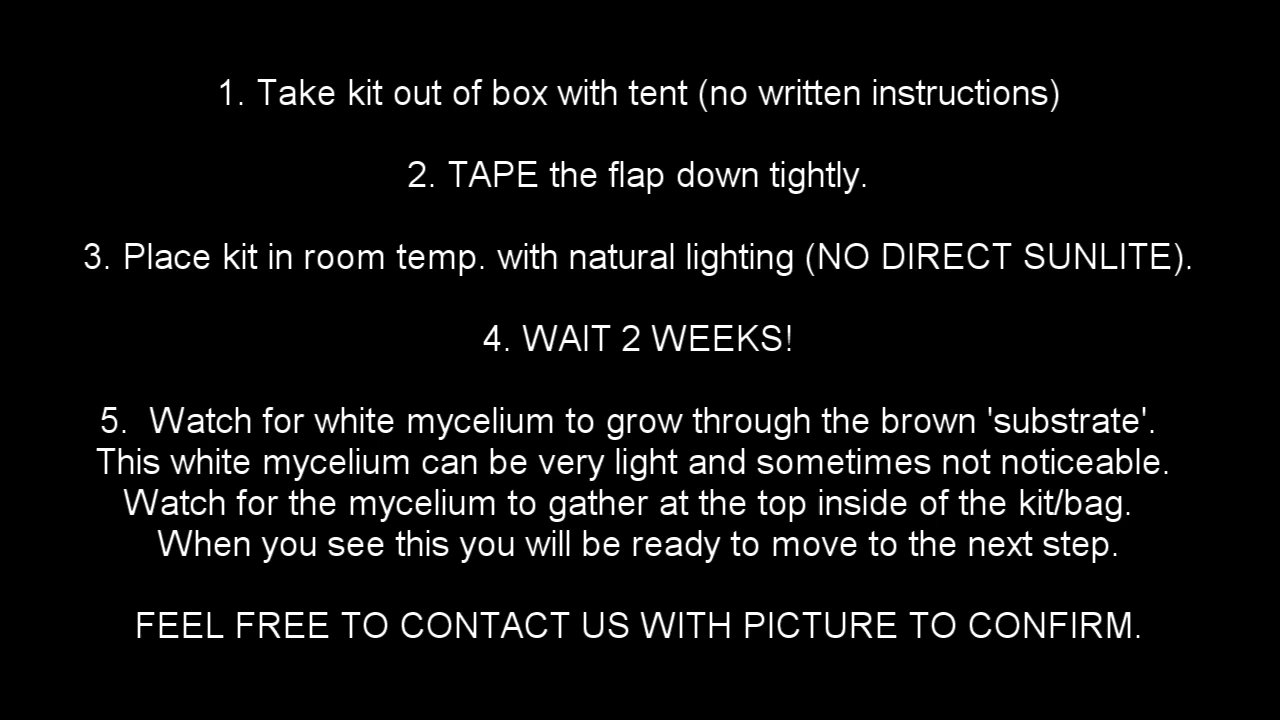 1. Take kit out of box with tent (no written instructions)
2. TAPE the flap down tightly.
3. Place kit in room temp. with natural lighting (NO DIRECT SUNLITE).
4. WAIT 2 WEEKS!
5.  Watch for white mycelium to grow through the brown 'substrate'.
This white mycelium can be very light and sometimes not noticeable.
Watch for the mycelium to gather at the top inside of the kit/bag.
When you see this you will be ready to move to the next step.
FEEL FREE TO CONTACT US WITH PICTURE TO CONFIRM.